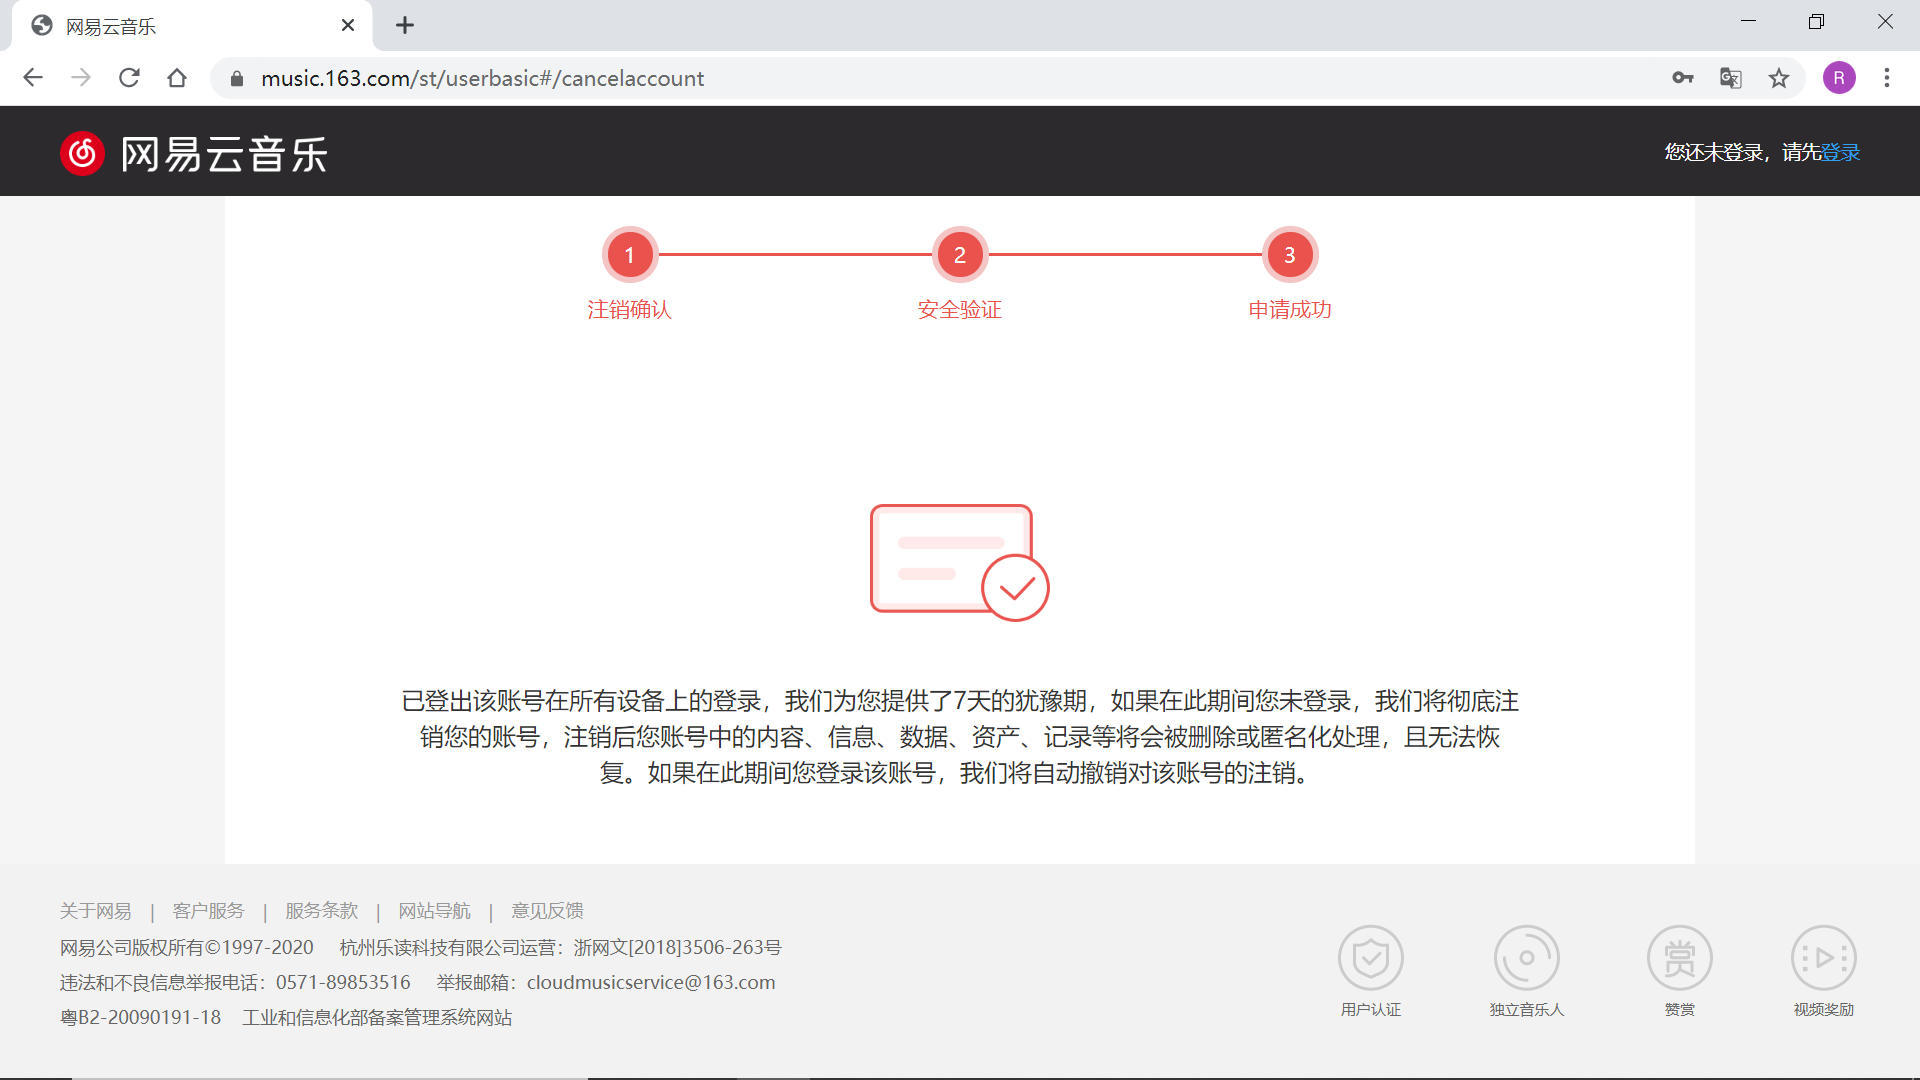 网易云音乐
music.163.com/st/userbasic#/cancelaccount
R
网易云音乐
您还未登录，请先登录
1 2 3
注销确认 安全验证 申请成功
已登出该账号在所有设备上的登录，我们为您提供了7天的犹豫期，如果在此期间您未登录，我们将彻底注
销您的账号，注销后您账号中的内容、信息、数据、资产、记录等将会被删除或匿名化处理，且无法恢
复。如果在此期间您登录该账号，我们将自动撤销对该账号的注销。
关于网易 | 客户服务 | 服务条款 | 网站导航 | 意见反馈
网易公司版权所有©1997-2020 杭州乐读科技有限公司运营：浙网文[2018]3506-263号
违法和不良信息举报电话：0571-89853516 举报邮箱：cloudmusicservice@163.com
粤B2-20090191-18 工业和信息化部备案管理系统网站
赏
用户认证 独立音乐人 赞赏 视频奖励